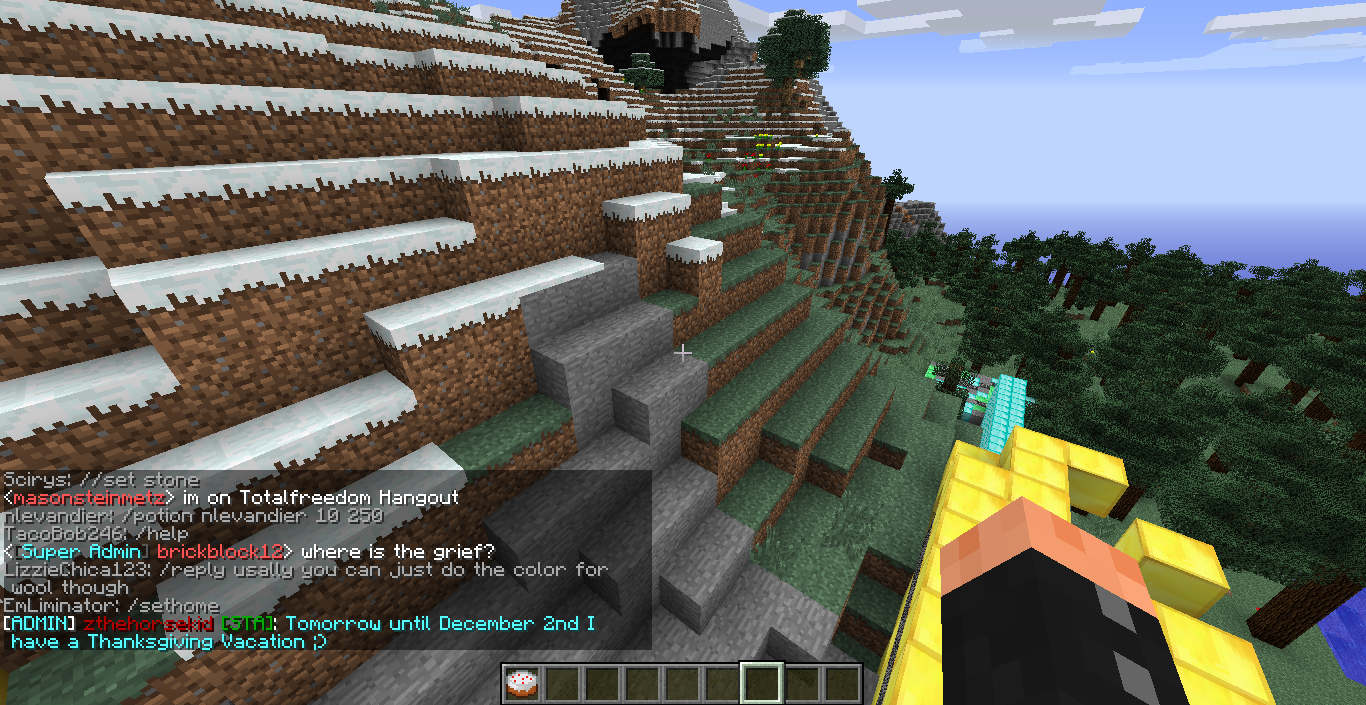 Scirys: //set stone
<masonsteinmetz> im on Totalfreedom Hangout
nlevandier: /potion nlevandier 10 250
TacoBob246: /help
<[Super Admin] brickblock12> where is the grief?
LizzieChica123: /reply usally you can just do the color for
wool though
EmLiminator: /sethome
[ADMIN] zthehorsekid [STA]: Tomorrow until December 2nd I
have a Thanksgiving Vacation ;)